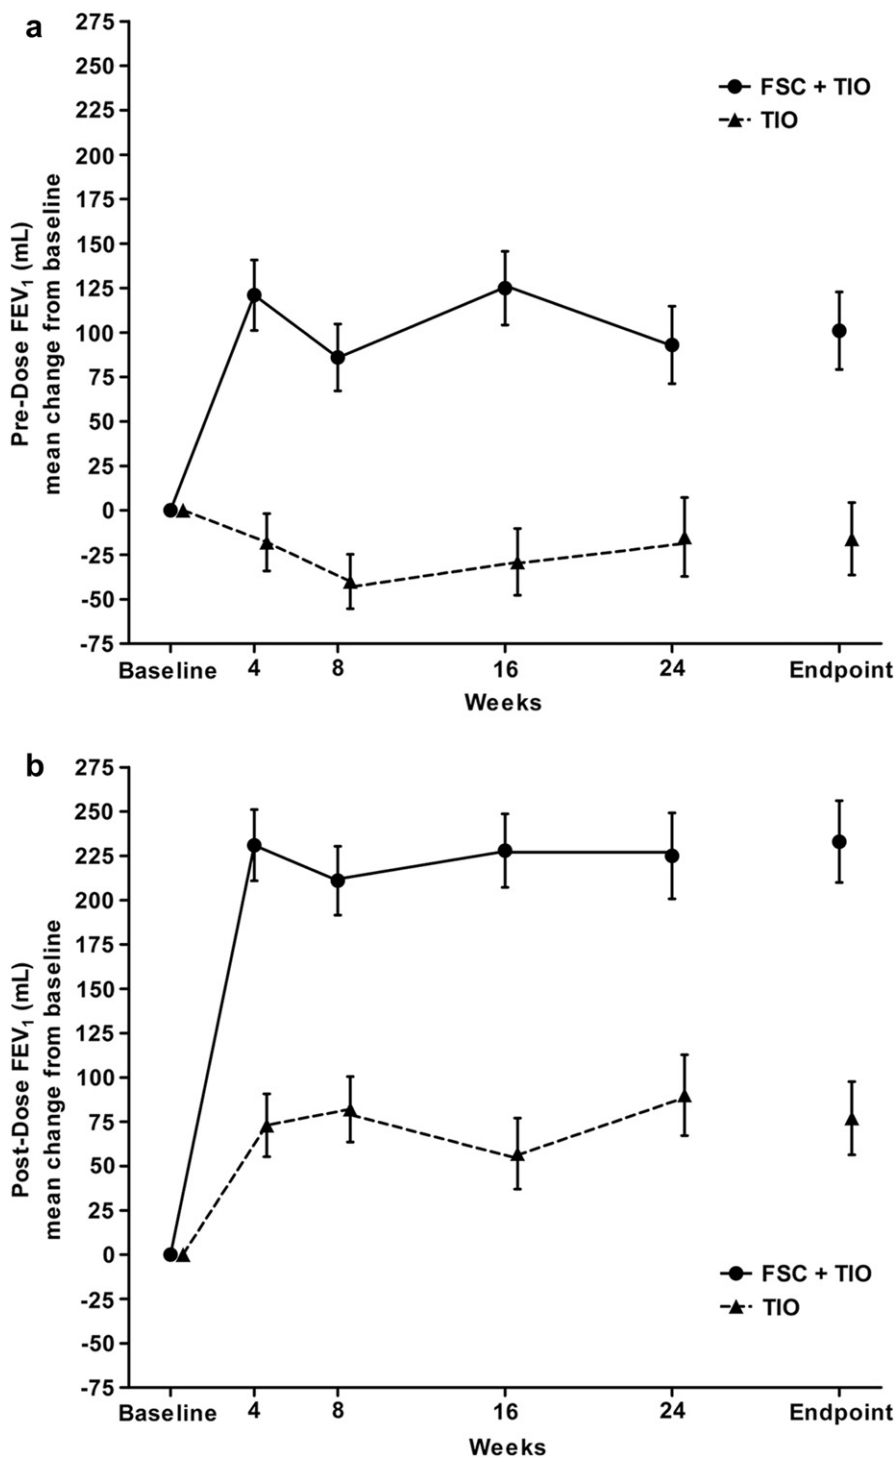 a
275
250
225
200
175
150
125
100
75
50
25
0
-25
-50
-75
Pre-Dose FEV₁ (mL)
mean change from baseline
FSC + TIO
TIO
Baseline 4 8 16 24 Endpoint
Weeks
b
275
250
225
200
175
150
125
100
75
50
25
0
-25
-50
-75
Post-Dose FEV₁ (mL)
mean change from baseline
FSC + TIO
TIO
Baseline 4 8 16 24 Endpoint
Weeks